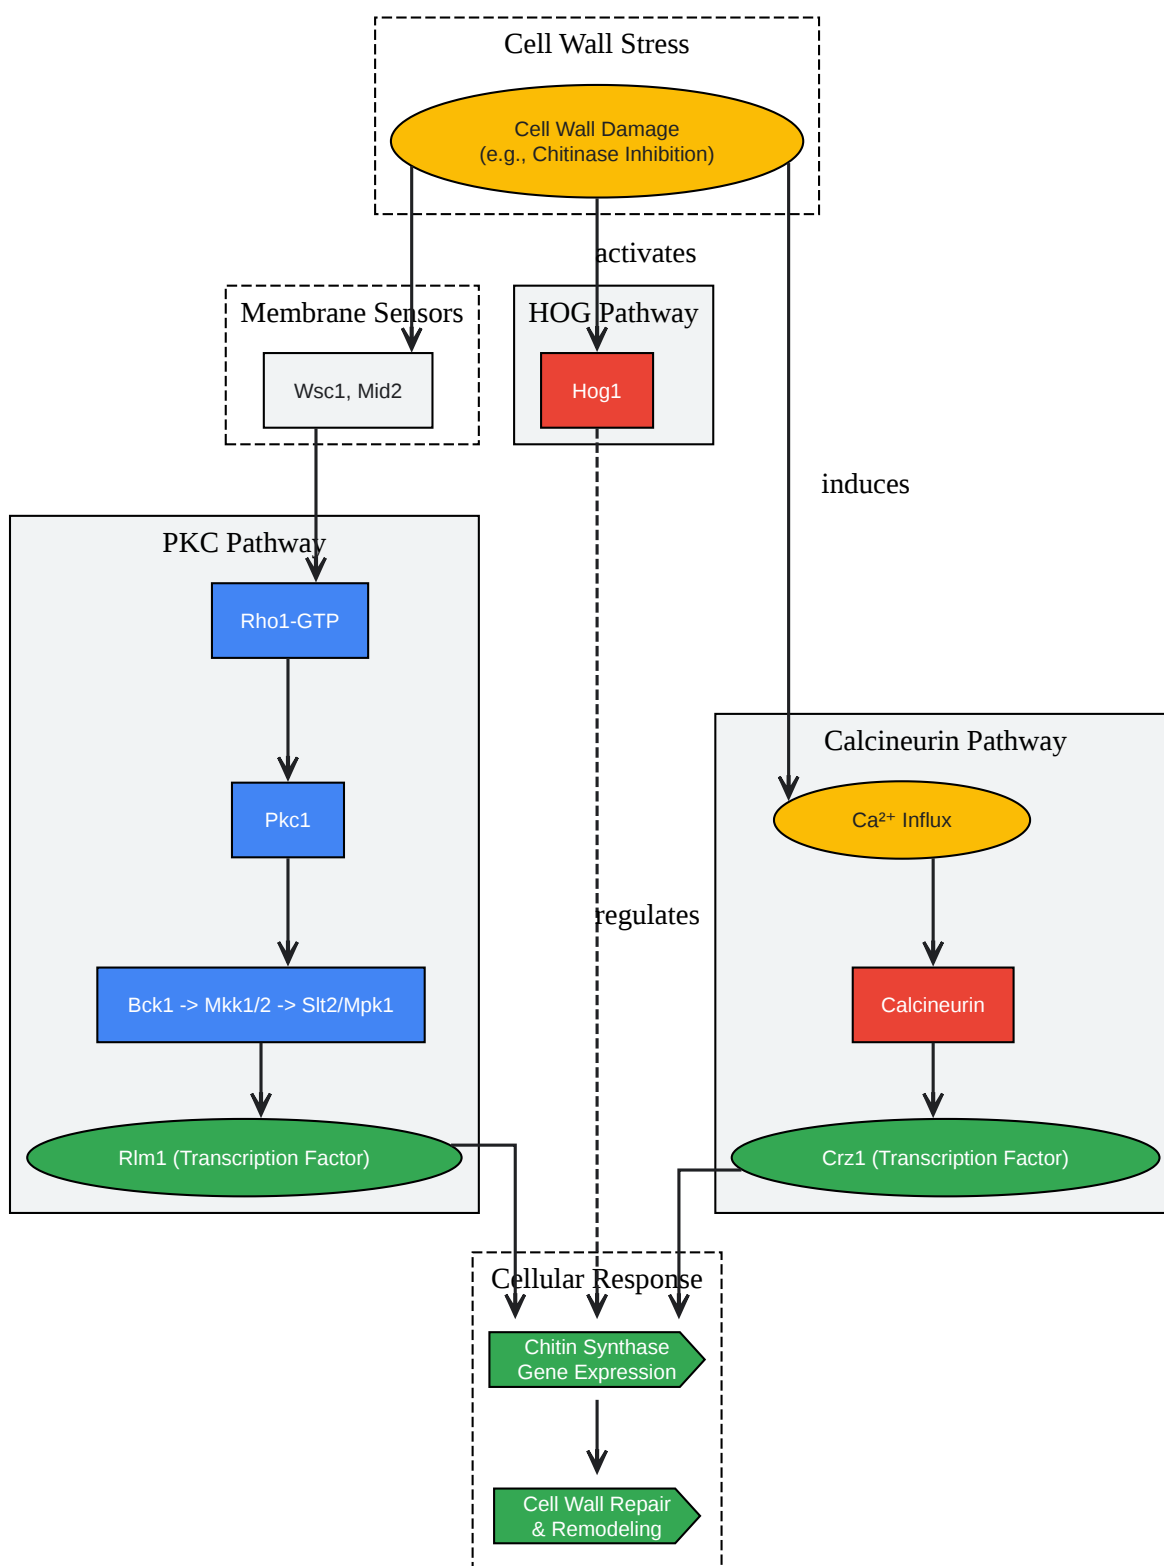 Cell Wall Stress
Cell Wall Damage
(e.g., Chitinase Inhibition)
activates
Membrane Sensors
HOG Pathway
Wsc1, Mid2
Hog1
induces
PKC Pathway
Rho1-GTP
Calcineurin Pathway
Pkc1
Ca²⁺ Influx
regulates
Bck1 -> Mkk1/2 -> Slt2/Mpk1
Calcineurin
Rlm1 (Transcription Factor)
Crz1 (Transcription Factor)
Cellular Response
Chitin Synthase
Gene Expression
Cell Wall Repair
& Remodeling